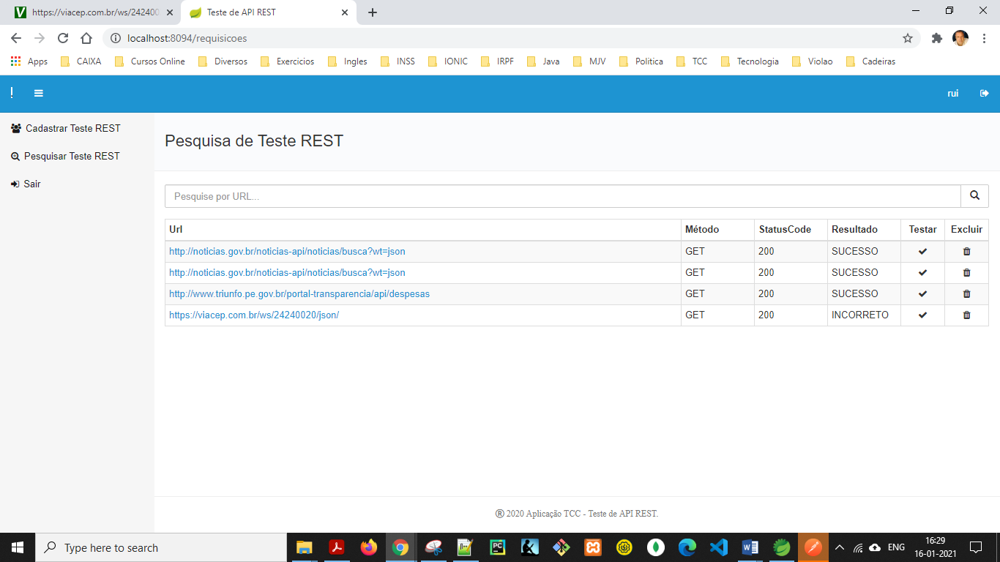 https://viacep.com.br/ws/242400
Teste de API REST
localhost:8094/requisicoes
Apps CAIXA Cursos Online Diversos Exercicios Ingles INSS IONIC IRPF Java MJV Politica TCC Tecnologia Violao Cadeiras
! rui
Cadastrar Teste REST
Pesquisar Teste REST
Sair
Pesquisa de Teste REST
Pesquise por URL...
Url Método StatusCode Resultado Testar Excluir
http://noticias.gov.br/noticias-api/noticias/busca?wt=json GET 200 SUCESSO
http://noticias.gov.br/noticias-api/noticias/busca?wt=json GET 200 SUCESSO
http://www.triunfo.pe.gov.br/portal-transparencia/api/despesas GET 200 SUCESSO
https://viacep.com.br/ws/24240020/json/ GET 200 INCORRETO
® 2020 Aplicação TCC - Teste de API REST.
Type here to search
ENG
16:29
16-01-2021